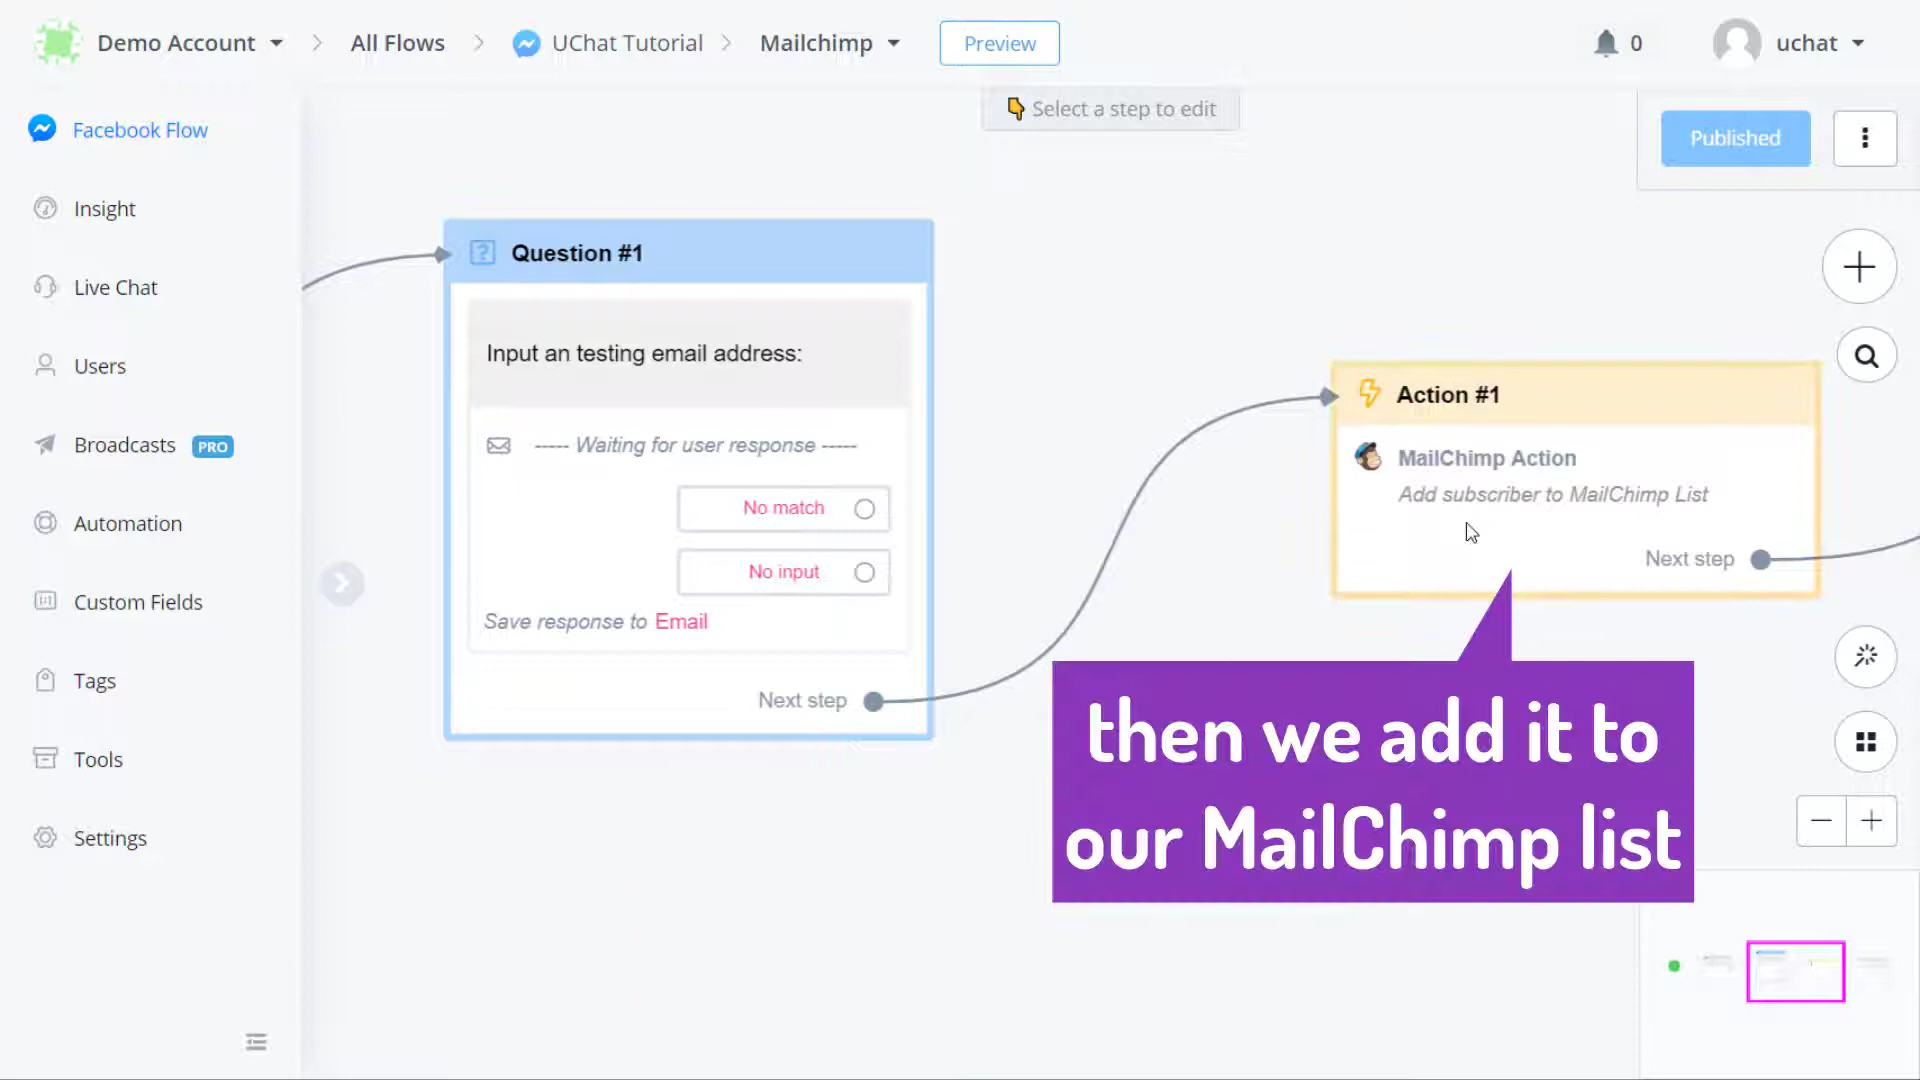 Demo Account
All Flows
UChat Tutorial
Mailchimp
Preview
0
uchat
👇 Select a step to edit
Published
Facebook Flow
Insight
Live Chat
Users
Broadcasts PRO
Automation
Custom Fields
Tags
Tools
Settings
Question #1
Input an testing email address:
----- Waiting for user response -----
No match
No input
Save response to Email
Next step
Action #1
MailChimp Action
Add subscriber to MailChimp List
Next step
then we add it to
our MailChimp list